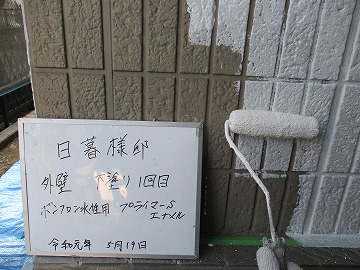 日暮様邸
外壁 下塗り 1回目
ボンフロン水性用 プライマーS
エナメル
令和元年 5月19日